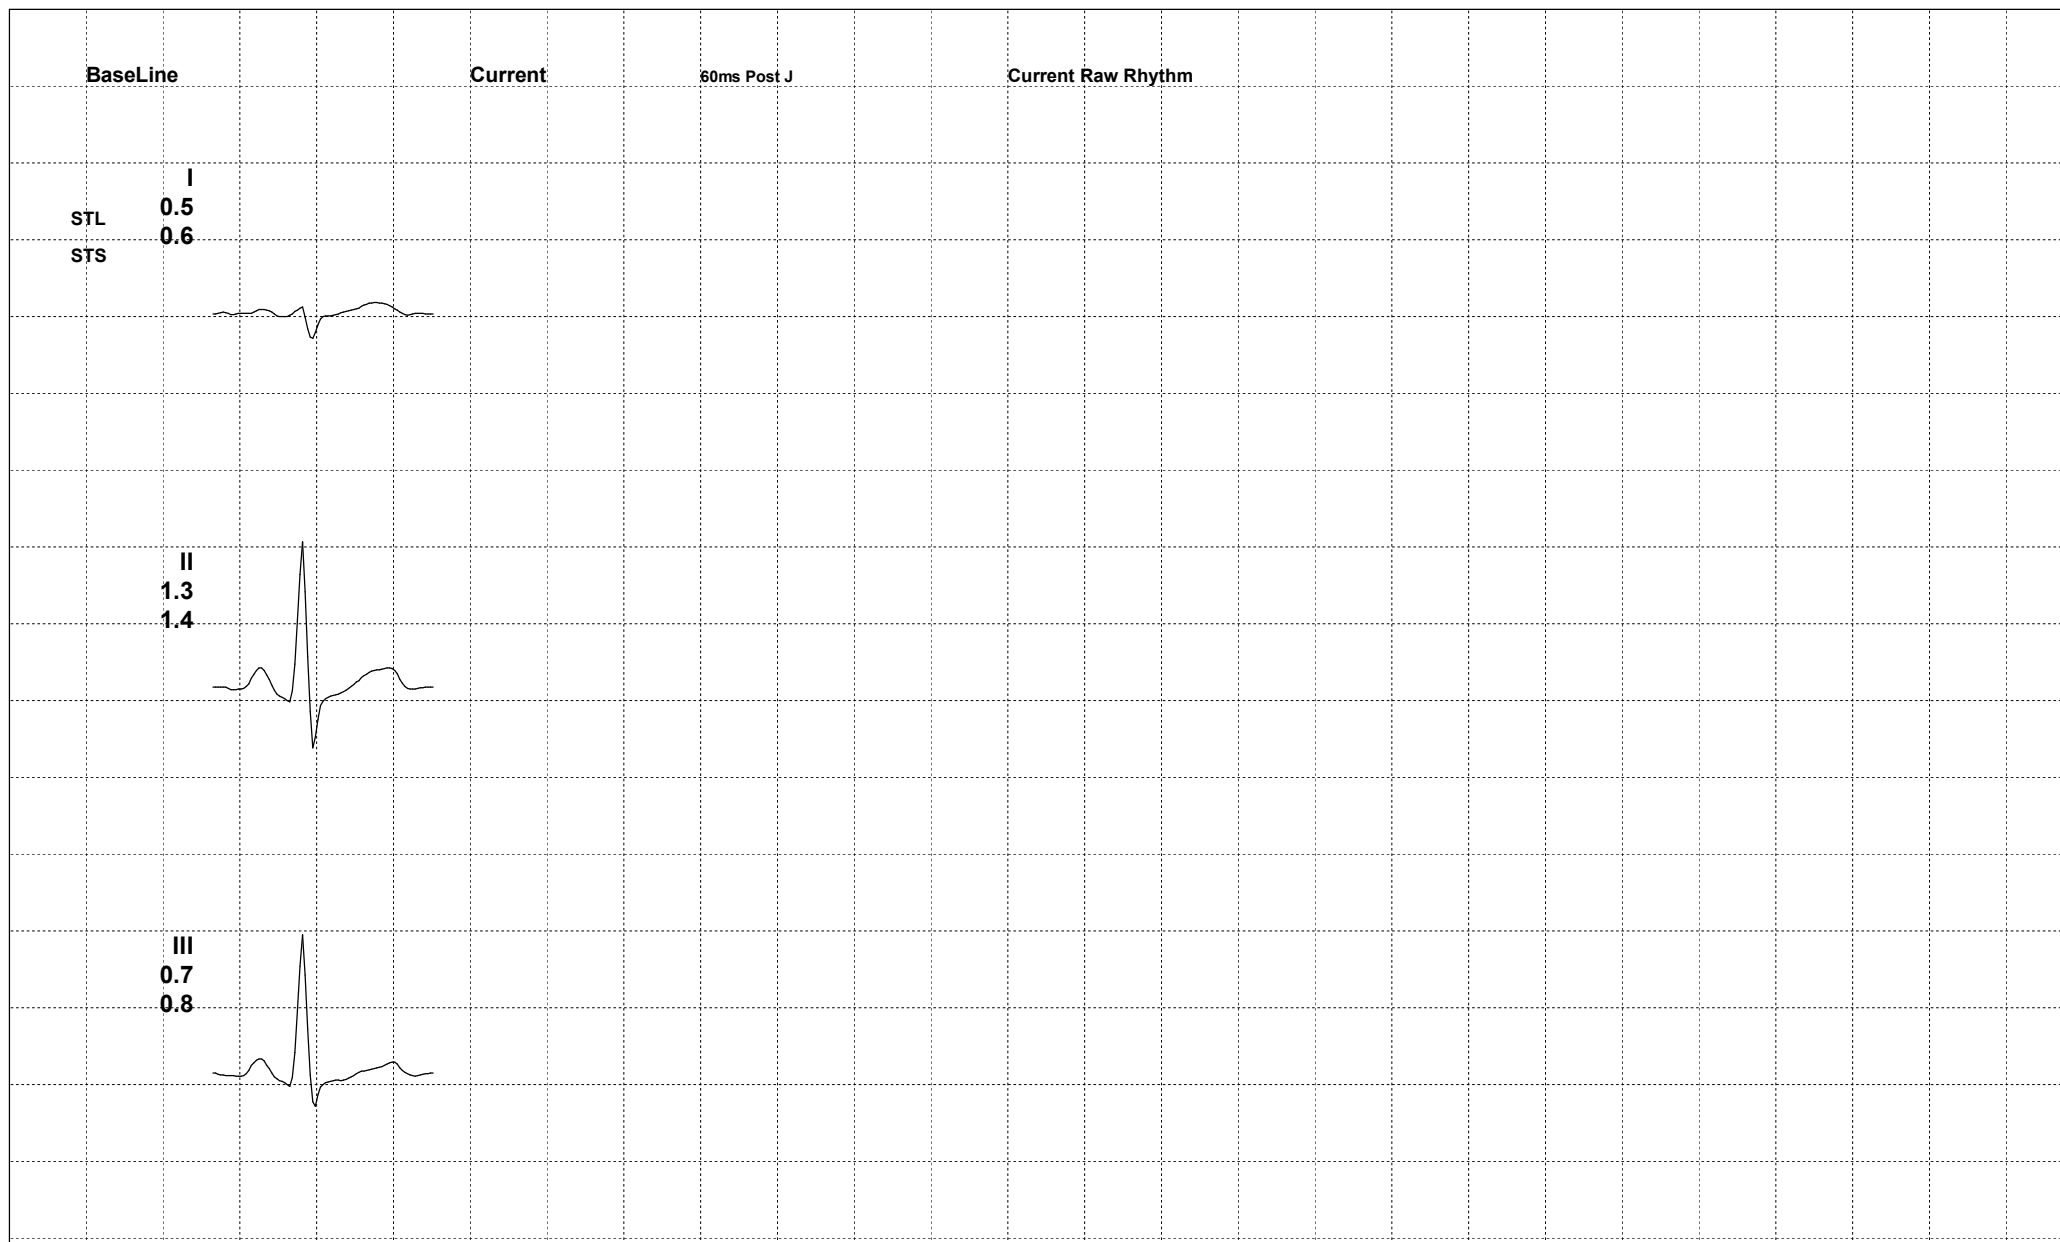 BaseLine Current 60ms Post J Current Raw Rhythm
I
STL 0.5
STS 0.6
II
1.3
1.4
III
0.7
0.8